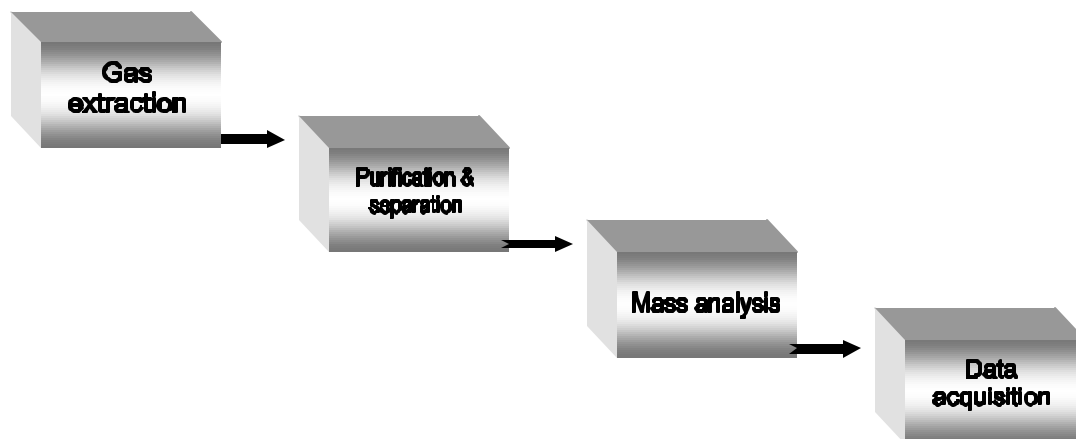 Gas
extraction
Purification &
separation
Mass analysis
Data
acquisition